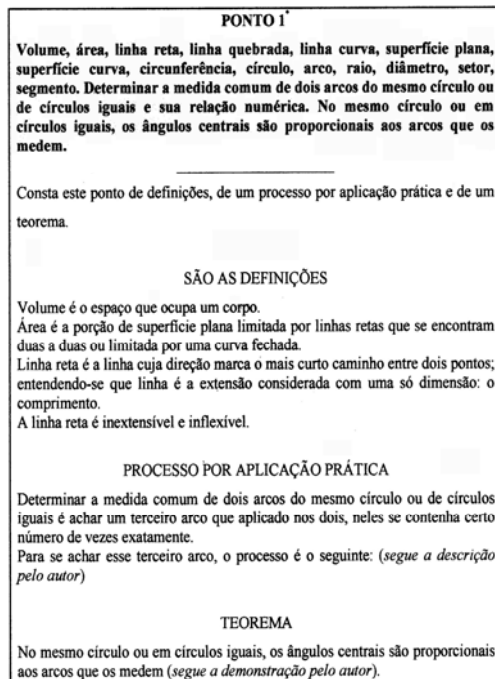 PONTO 1*
Volume, área, linha reta, linha quebrada, linha curva, superfície plana,
superfície curva, circunferência, círculo, arco, raio, diâmetro, setor,
segmento. Determinar a medida comum de dois arcos do mesmo círculo ou
de círculos iguais e sua relação numérica. No mesmo círculo ou em
círculos iguais, os ângulos centrais são proporcionais aos arcos que os
medem.
Consta este ponto de definições, de um processo por aplicação prática e de um
teorema.
SÃO AS DEFINIÇÕES
Volume é o espaço que ocupa um corpo.
Área é a porção de superfície plana limitada por linhas retas que se encontram
duas a duas ou limitada por uma curva fechada.
Linha reta é a linha cuja direção marca o mais curto caminho entre dois pontos;
entendendo-se que linha é a extensão considerada com uma só dimensão: o
comprimento.
A linha reta é inextensível e inflexível.
PROCESSO POR APLICAÇÃO PRÁTICA
Determinar a medida comum de dois arcos do mesmo círculo ou de círculos
iguais é achar um terceiro arco que aplicado nos dois, neles se contenha certo
número de vezes exatamente.
Para se achar esse terceiro arco, o processo é o seguinte: (segue a descrição
pelo autor)
TEOREMA
No mesmo círculo ou em círculos iguais, os ângulos centrais são proporcionais
aos arcos que os medem (segue a demonstração pelo autor).